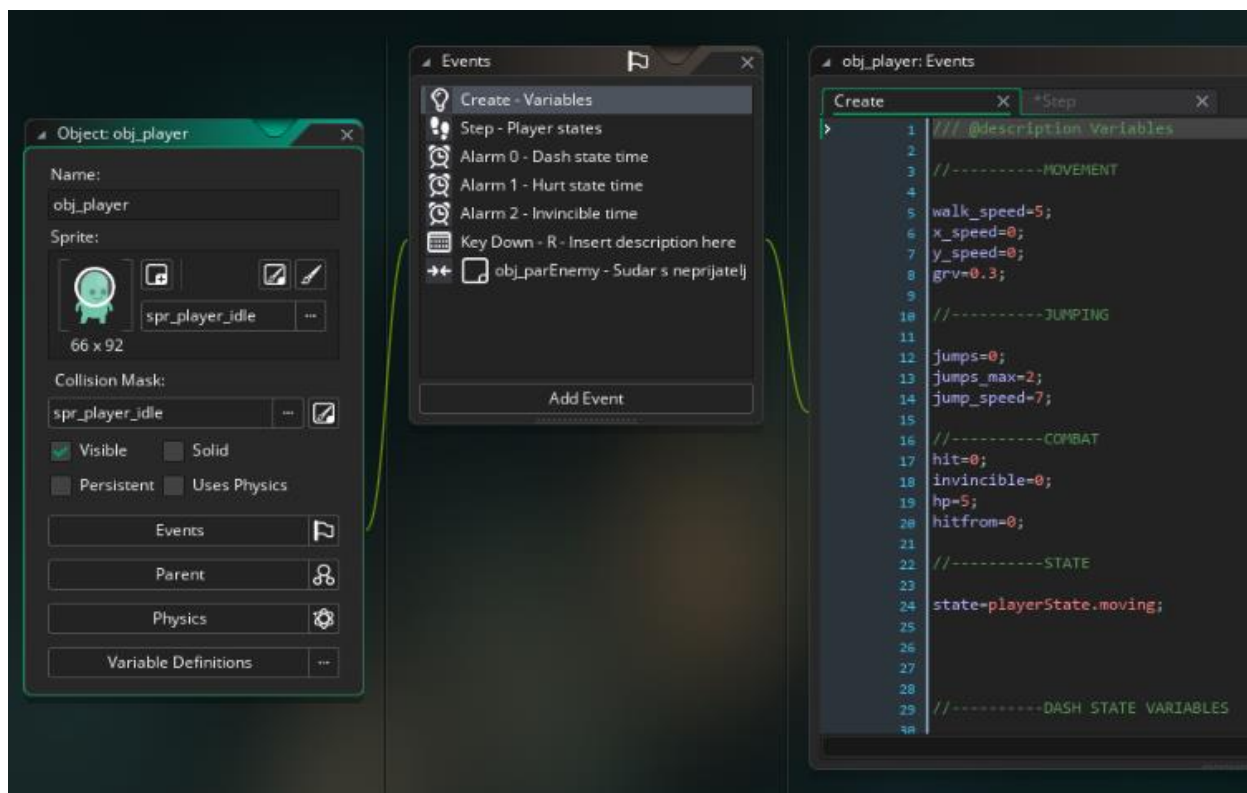 Object: obj_player
Name:
obj_player
Sprite:
spr_player_idle
66 x 92
Collision Mask:
spr_player_idle
Visible
Solid
Persistent
Uses Physics
Events
Parent
Physics
Variable Definitions
Events
Create - Variables
Step - Player states
Alarm 0 - Dash state time
Alarm 1 - Hurt state time
Alarm 2 - Invincible time
Key Down - R - Insert description here
obj_parEnemy - Sudar s neprijatelj
Add Event
obj_player: Events
Create
*Step
1 /// @description Variables
2
3 //----------MOVEMENT
4
5 walk_speed=5;
6 x_speed=0;
7 y_speed=0;
8 grv=0.3;
9
10 //----------JUMPING
11
12 jumps=0;
13 jumps_max=2;
14 jump_speed=7;
15
16 //----------COMBAT
17 hit=0;
18 invincible=0;
19 hp=5;
20 hitfrom=0;
21
22 //----------STATE
23
24 state=playerState.moving;
25
26
27
28
29 //----------DASH STATE VARIABLES
30